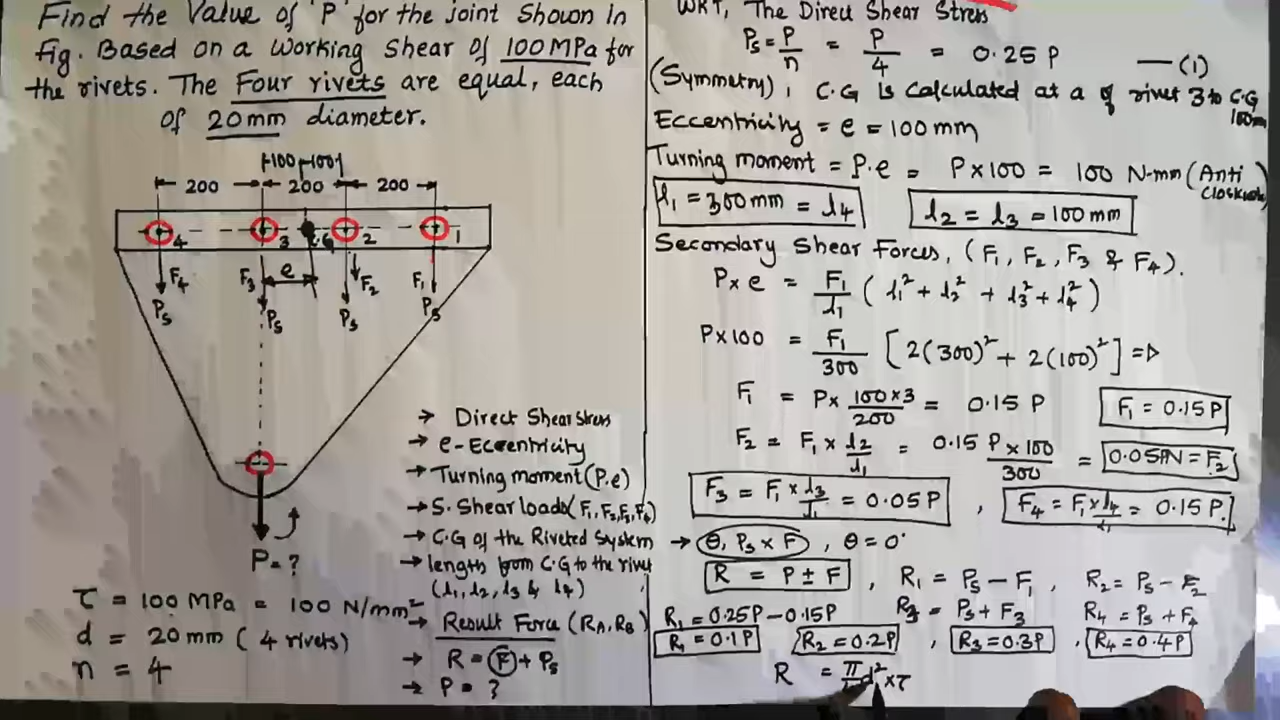 Find the Value of 'P' for the joint shown in
fig. Based on a working shear of 100 MPa for
the rivets. The Four rivets are equal, each
of 20mm diameter.
100 100
200 200 200
4 3 C.G 2 1
F4 F3 e F2 F1
Ps Ps Ps Ps
P = ?
τ = 100 MPa = 100 N/mm²
d = 20 mm ( 4 rivets)
n = 4
→ Direct Shear Stress
→ e-Eccentricity
→ Turning moment (P.e)
→ S. Shear loads (F1, F2, F3, F4)
→ C.G of the Riveted System
→ length from C.G to the rivet
(l1, l2, l3 & l4)
→ Result Force (RA, RB)
→ R = F + Ps
→ P = ?
WKT, The Direct Shear Stress
Ps = P/n = P/4 = 0.25 P —(1)
(Symmetry), C.G is calculated at a of rivet 3 to C.G
100m
Eccentricity = e = 100 mm
Turning moment = P.e = P x 100 = 100 N-mm (Anti
Clockwise)
l1 = 300 mm = l4 l2 = l3 = 100 mm
Secondary Shear Forces, (F1, F2, F3 & F4).
P x e = F1/l1 ( l1² + l2² + l3² + l4² )
P x 100 = F1/300 [ 2(300)² + 2(100)² ] =>
F1 = P x 100 x 3/200 = 0.15 P F1 = 0.15 P
F2 = F1 x l2/l1 = 0.15 P x 100/300 = 0.05PN = F2
F3 = F1 x l3/l1 = 0.05 P , F4 = F1 x l4/l1 = 0.15 P.
→ θ, Ps x F , θ = 0°
R = P ± F , R1 = Ps - F1 , R2 = Ps - F2
R1 = 0.25P - 0.15P R3 = Ps + F3 R4 = Ps + F4
R1 = 0.1P R2 = 0.2P , R3 = 0.3P , R4 = 0.4P
R = π d² x τ